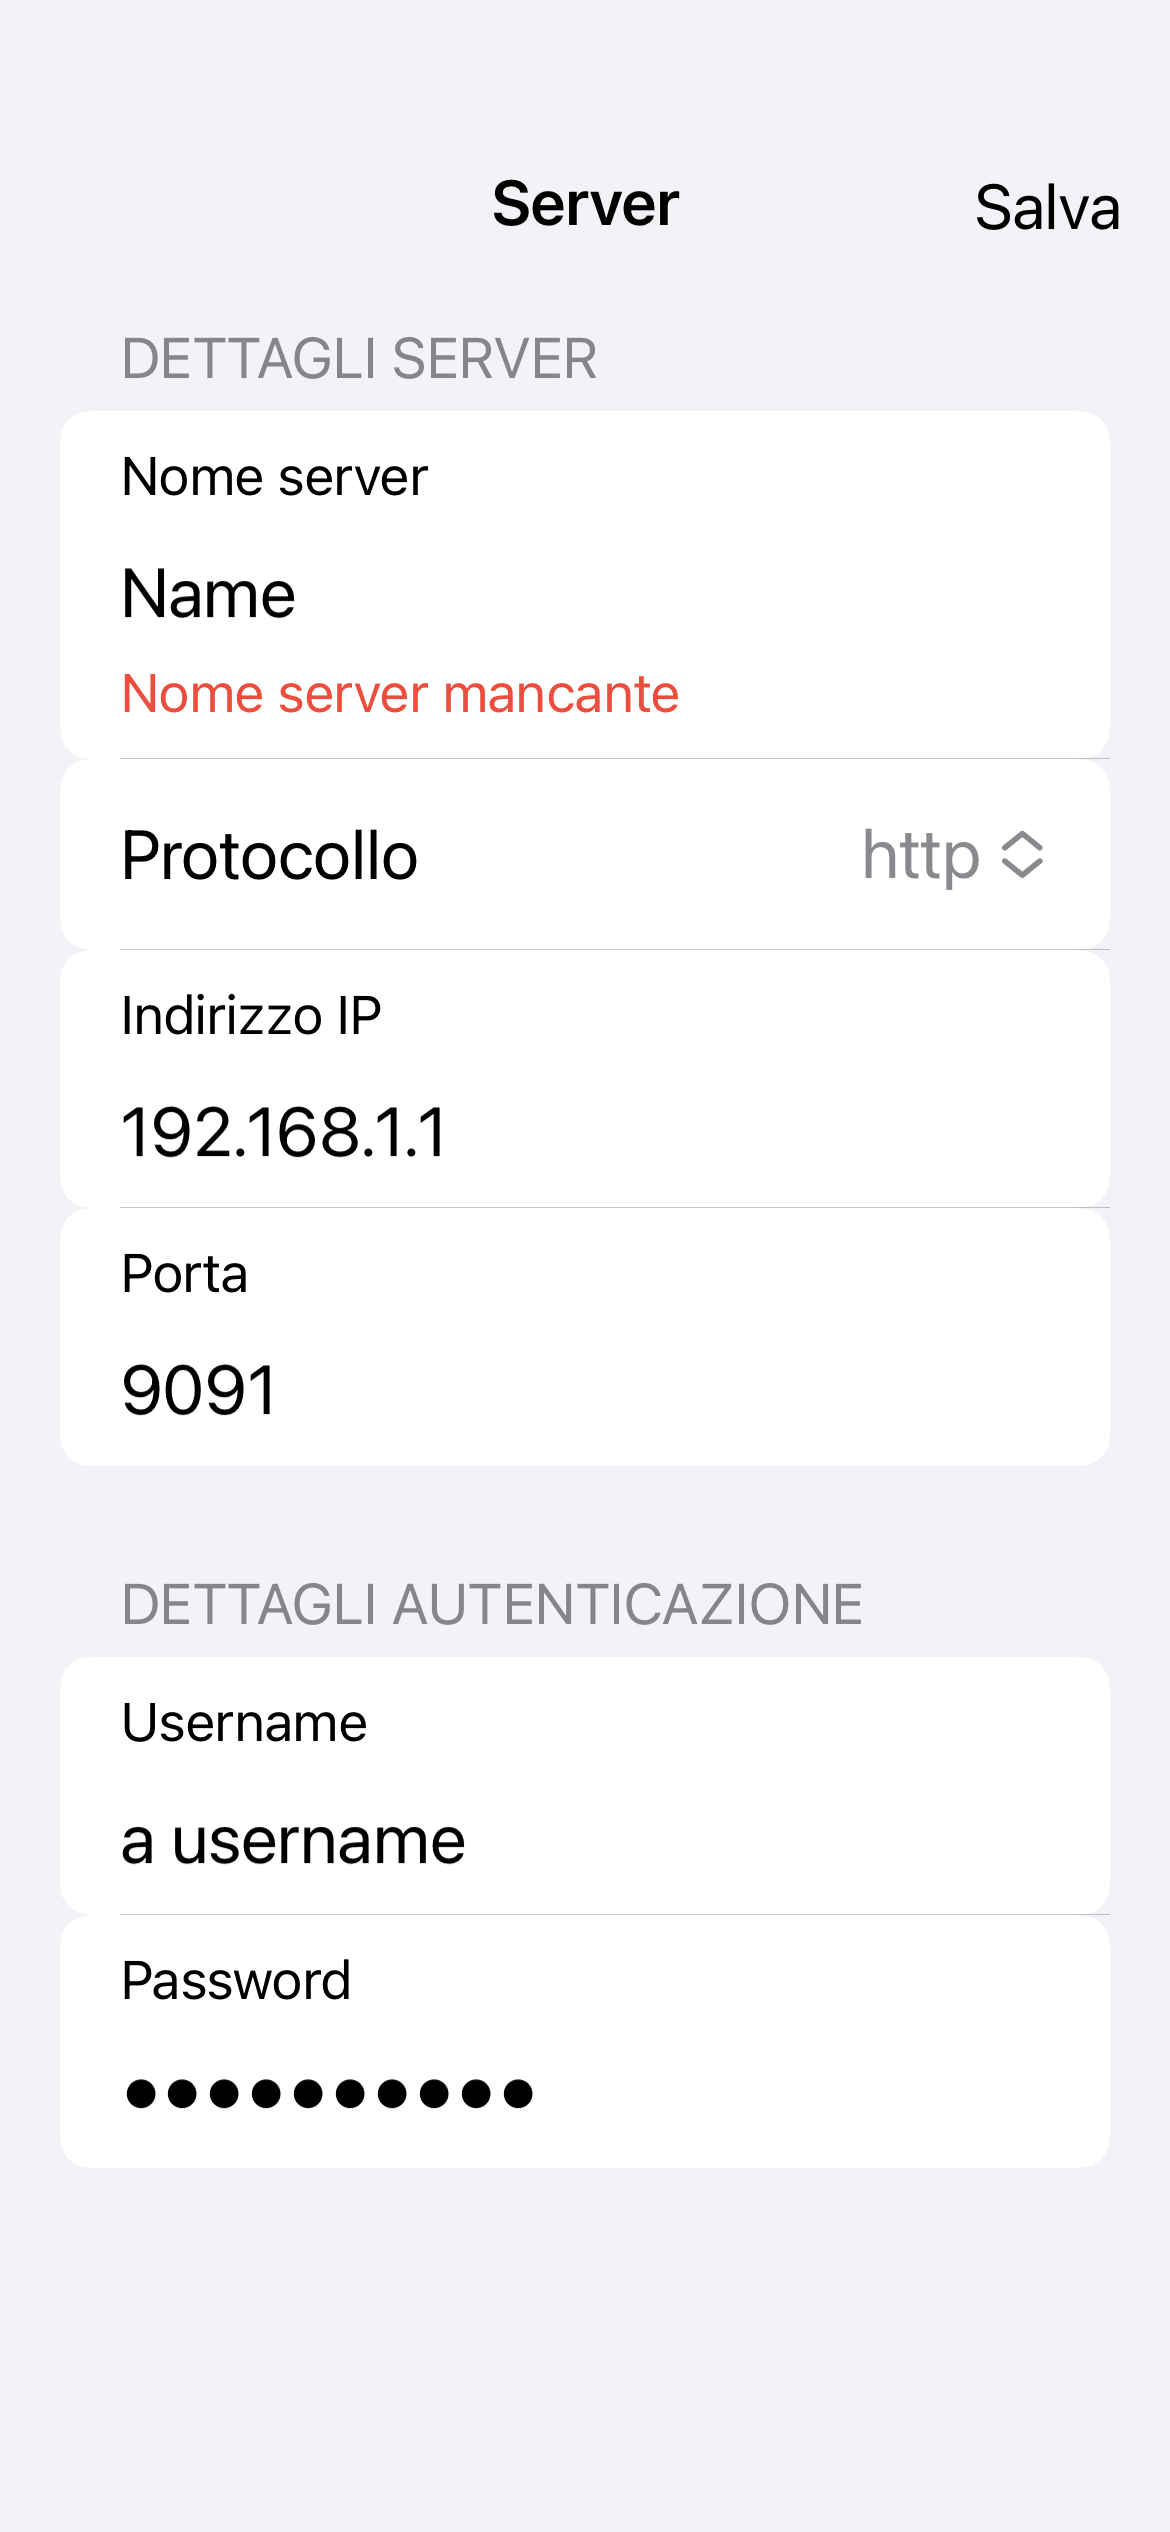 Server
Salva
DETTAGLI SERVER
Nome server
Name
Nome server mancante
Protocollo
http
Indirizzo IP
192.168.1.1
Porta
9091
DETTAGLI AUTENTICAZIONE
Username
a username
Password
••••••••••